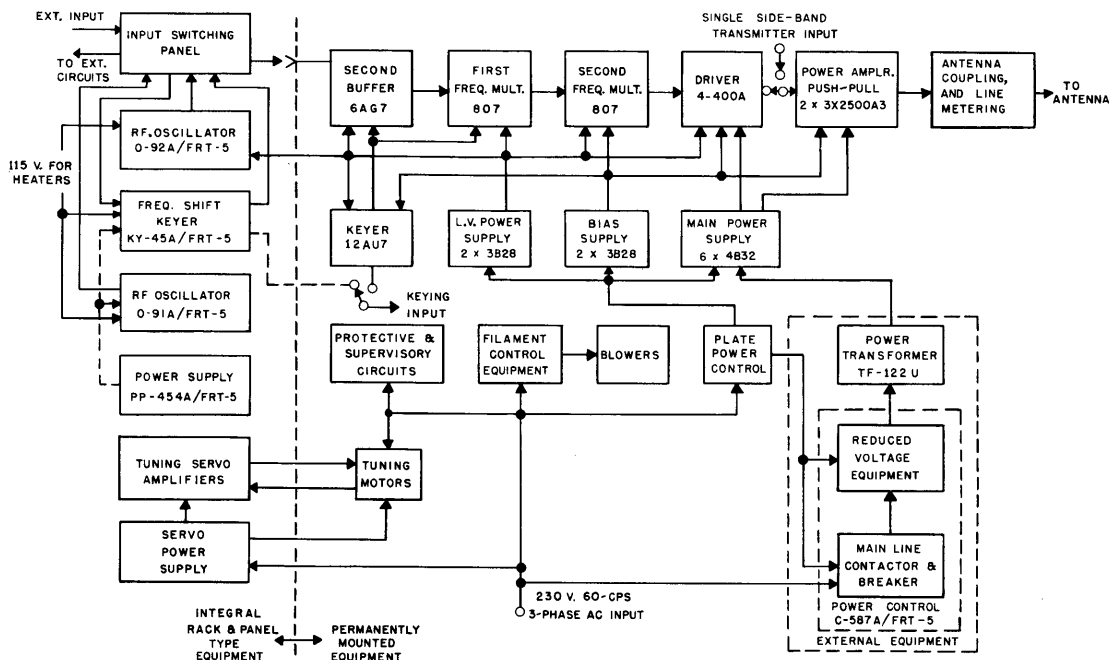 EXT. INPUT
INPUT SWITCHING
PANEL
TO EXT.
CIRCUITS
SINGLE SIDE-BAND
TRANSMITTER INPUT
SECOND
BUFFER
6AG7
FIRST
FREQ. MULT.
807
SECOND
FREQ. MULT.
807
DRIVER
4-400A
POWER AMPLR.
PUSH-PULL
2 x 3X2500A3
ANTENNA
COUPLING,
AND LINE
METERING
TO
ANTENNA
RF. OSCILLATOR
O-92A/FRT-5
115 V. FOR
HEATERS
FREQ. SHIFT
KEYER
KY-45A/FRT-5
KEYER
12AU7
L.V. POWER
SUPPLY
2 x 3B28
BIAS
SUPPLY
2 x 3B28
MAIN POWER
SUPPLY
6 x 4B32
RF OSCILLATOR
O-91A/FRT-5
KEYING
INPUT
POWER SUPPLY
PP-454A/FRT-5
PROTECTIVE &
SUPERVISORY
CIRCUITS
FILAMENT
CONTROL
EQUIPMENT
BLOWERS
PLATE
POWER
CONTROL
POWER
TRANSFORMER
TF-122 U
TUNING SERVO
AMPLIFIERS
TUNING
MOTORS
REDUCED
VOLTAGE
EQUIPMENT
SERVO
POWER
SUPPLY
MAIN LINE
CONTACTOR &
BREAKER
230 V. 60-CPS
3-PHASE AC INPUT
POWER CONTROL
C-587A/FRT-5
EXTERNAL EQUIPMENT
INTEGRAL
RACK & PANEL
TYPE
EQUIPMENT
PERMANENTLY
MOUNTED
EQUIPMENT